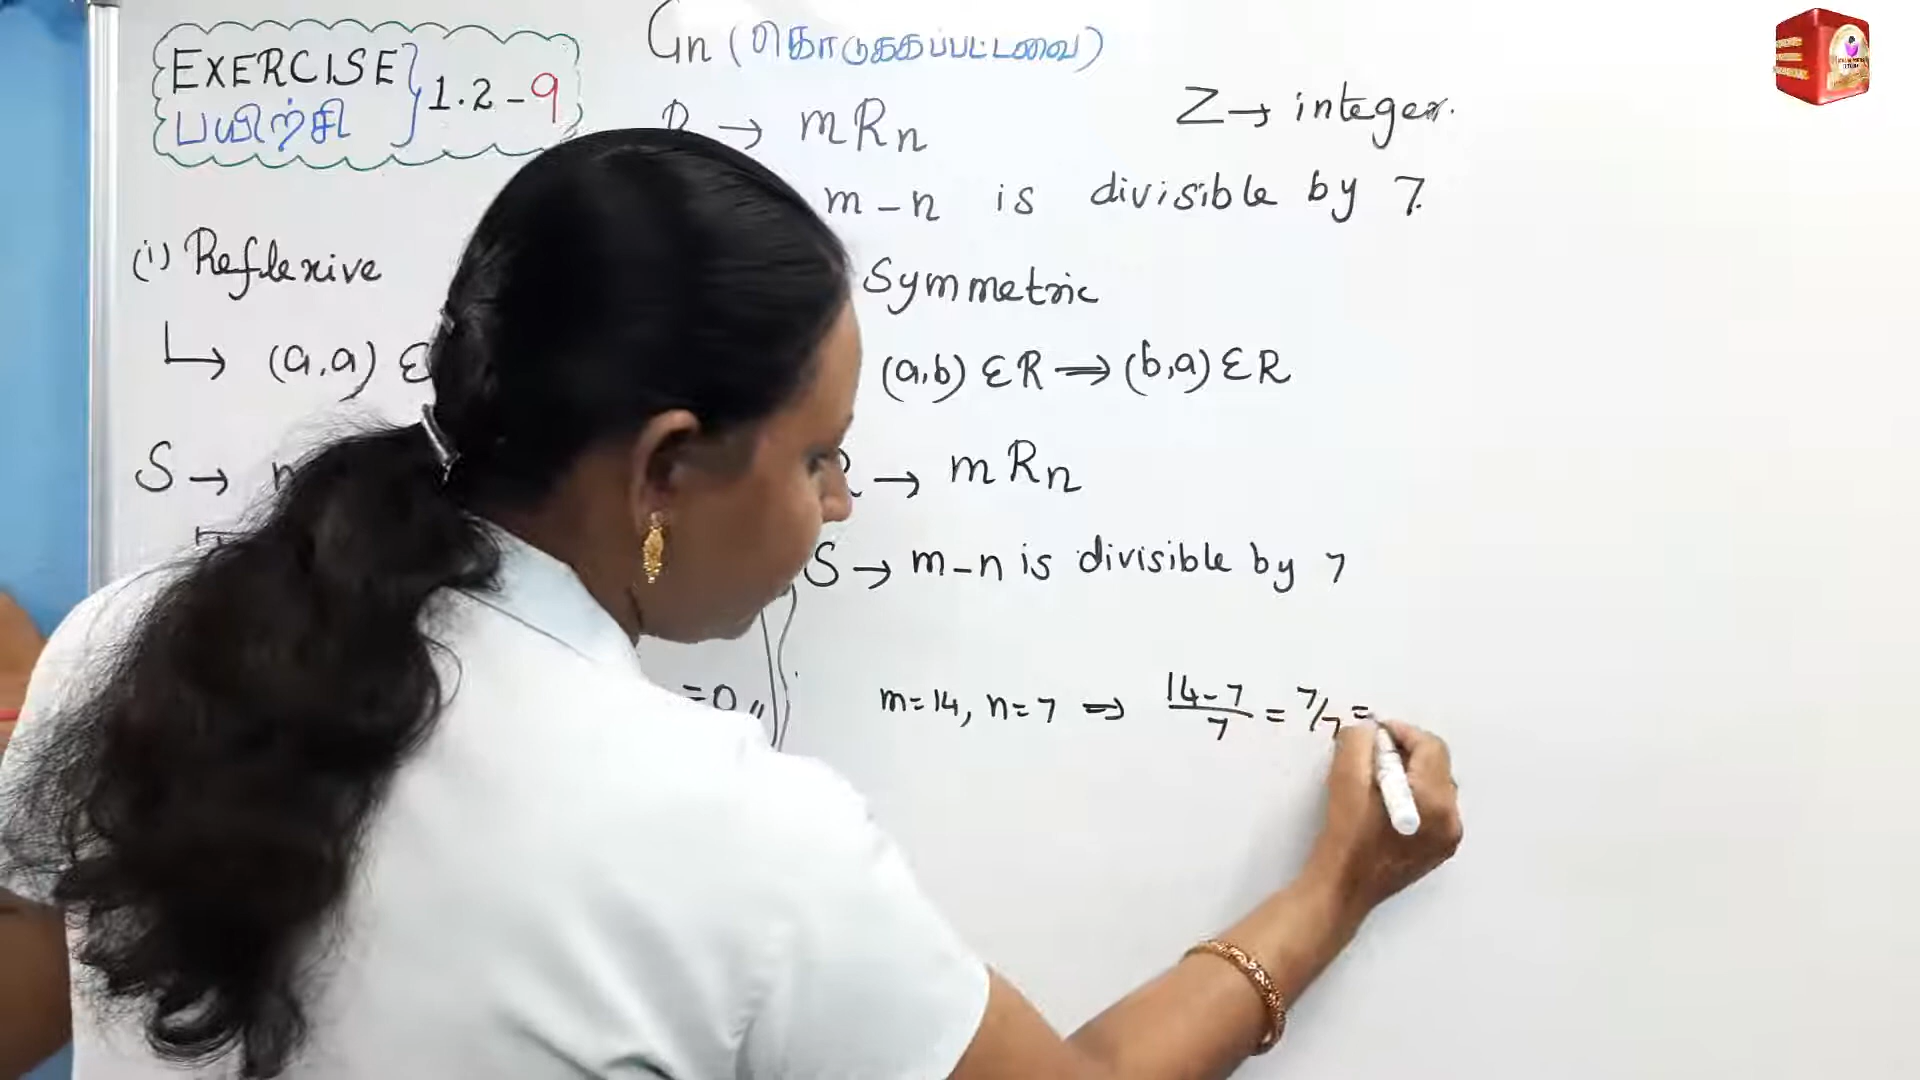 EXERCISE
பயிற்சி
1.2-9
Gn (கொடுக்கப்பட்டவை)
Z → integer.
R → mRn
m-n is divisible by 7.
(i) Reflexive
Symmetric
↳ (a,a) ∈
(a,b) ∈R ⟹ (b,a) ∈R
S →
→ mRn
S → m-n is divisible by 7
=0,,
m=14, n=7 ⇒ 14-7/7 = 7/7 =